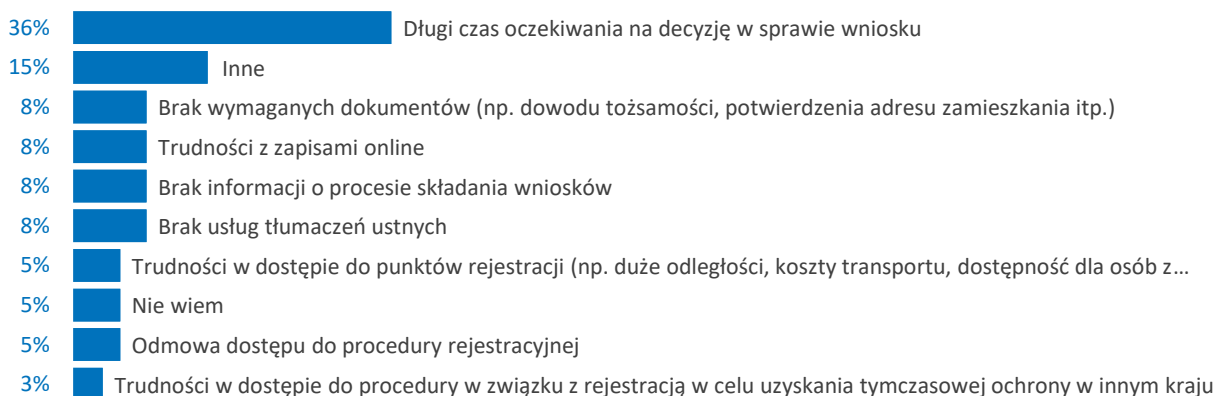 36% Długi czas oczekiwania na decyzję w sprawie wniosku
15% Inne
8% Brak wymaganych dokumentów (np. dowodu tożsamości, potwierdzenia adresu zamieszkania itp.)
8% Trudności z zapisami online
8% Brak informacji o procesie składania wniosków
8% Brak usług tłumaczeń ustnych
5% Trudności w dostępie do punktów rejestracji (np. duże odległości, koszty transportu, dostępność dla osób z...
5% Nie wiem
5% Odmowa dostępu do procedury rejestracyjnej
3% Trudności w dostępie do procedury w związku z rejestracją w celu uzyskania tymczasowej ochrony w innym kraju